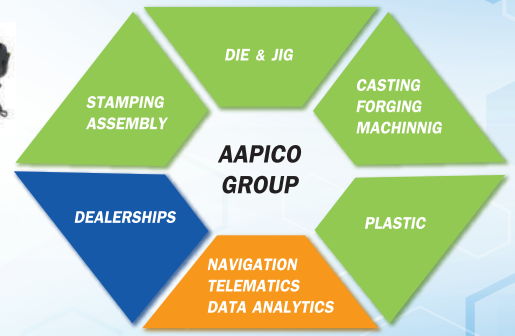 DIE & JIG
STAMPING
ASSEMBLY
CASTING
FORGING
MACHINNIG
AAPICO
GROUP
DEALERSHIPS
PLASTIC
NAVIGATION
TELEMATICS
DATA ANALYTICS